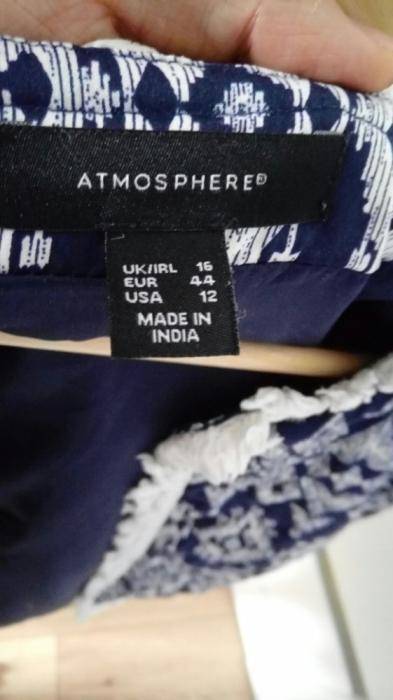 ATMOSPHERE
UK/IRL 16
EUR 44
USA 12
MADE IN
INDIA